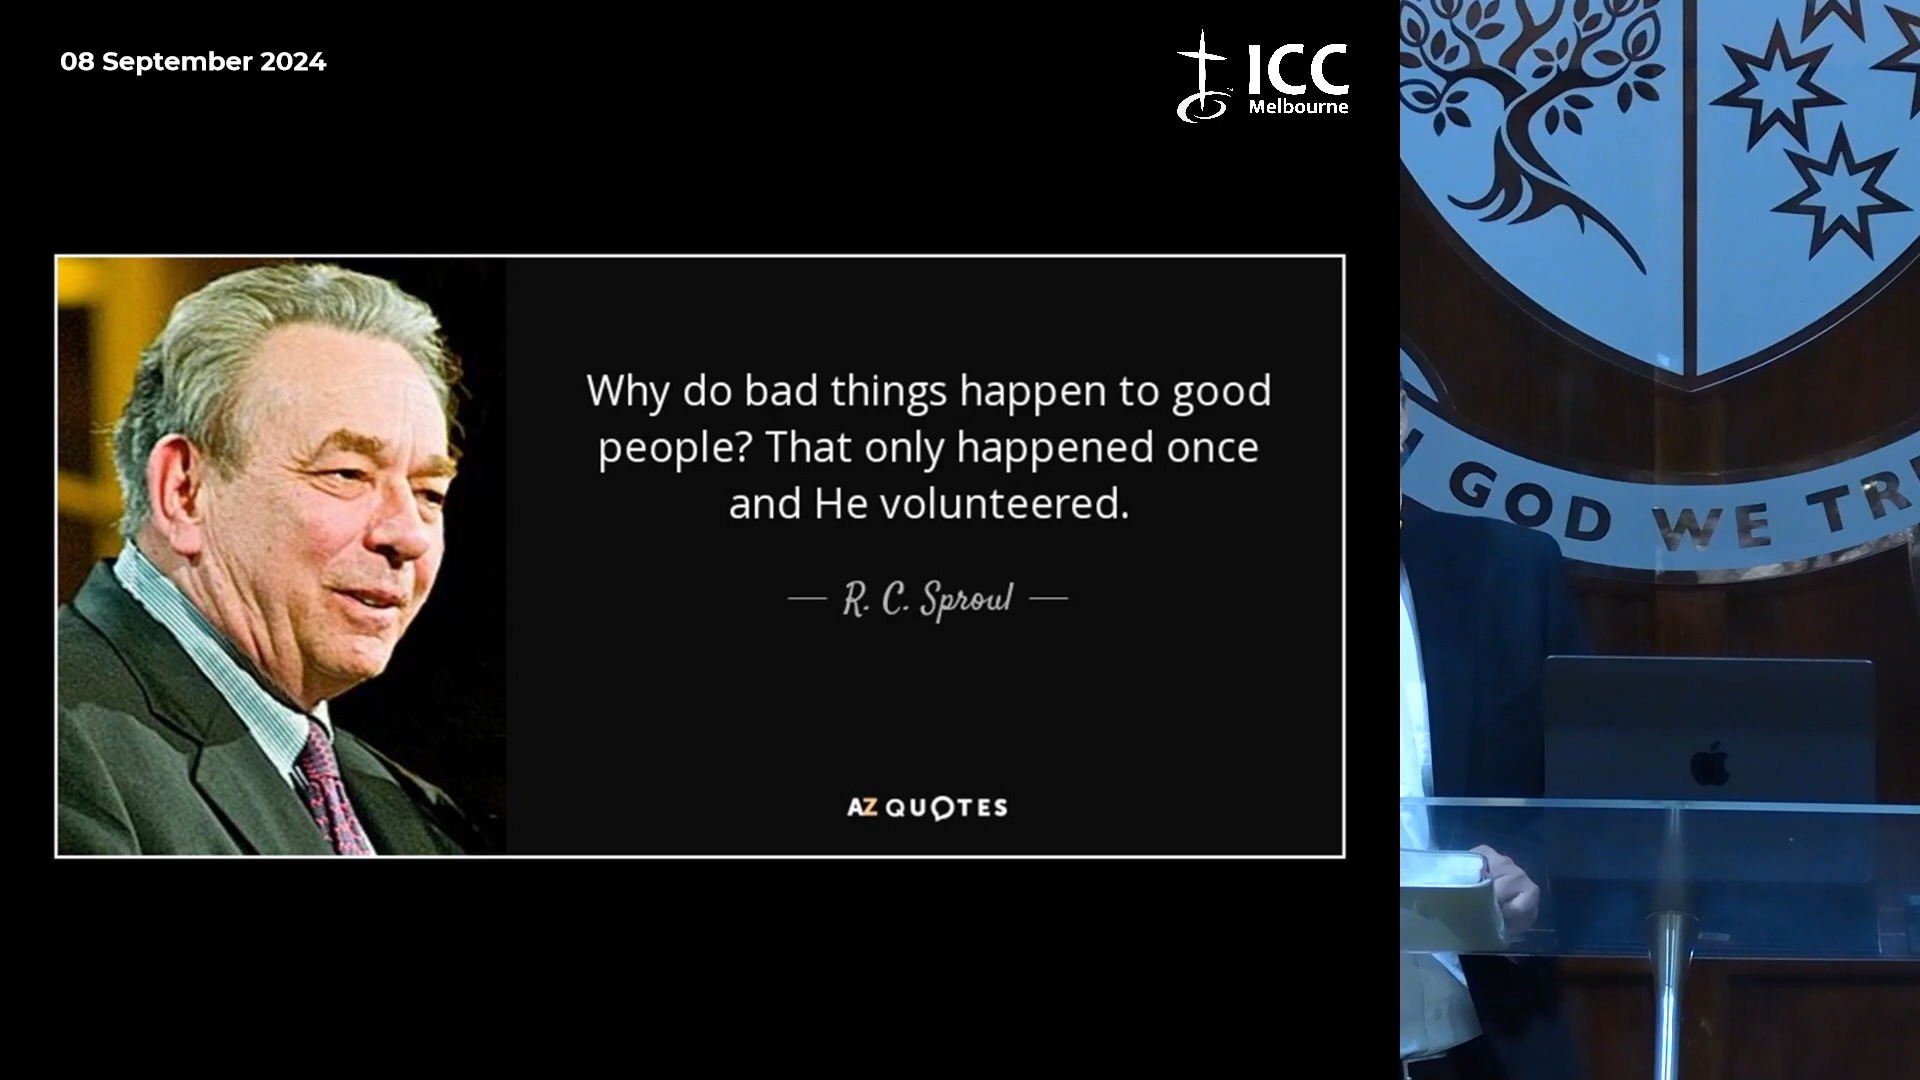 08 September 2024
ICC
Melbourne
Why do bad things happen to good
people? That only happened once
and He volunteered.
— R. C. Sproul —
AZ QUOTES
GOD WE